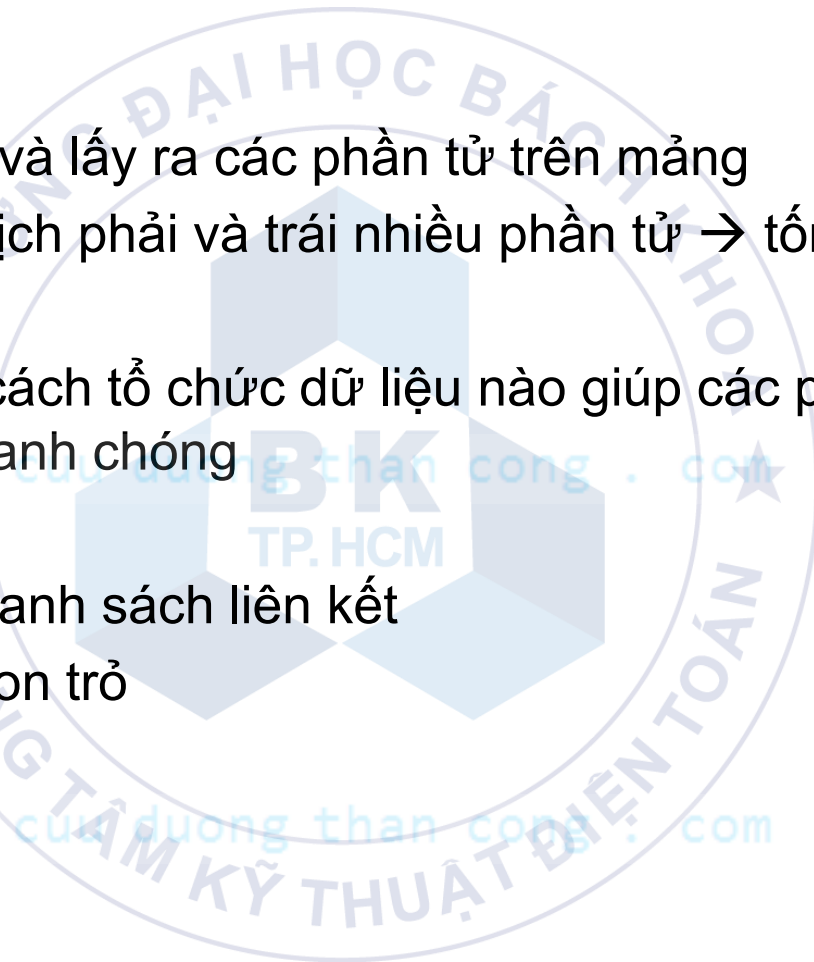 ĐẠI HỌC BÁCH KHOA
và lấy ra các phần tử trên mảng
ịch phải và trái nhiều phần tử → tố
cách tổ chức dữ liệu nào giúp các p
anh chóng
cuu duong than cong . com
BK
TP. HCM
anh sách liên kết
on trỏ
cuu duong than cong . com
TÂM KỸ THUẬT ĐIỆN TOÁN